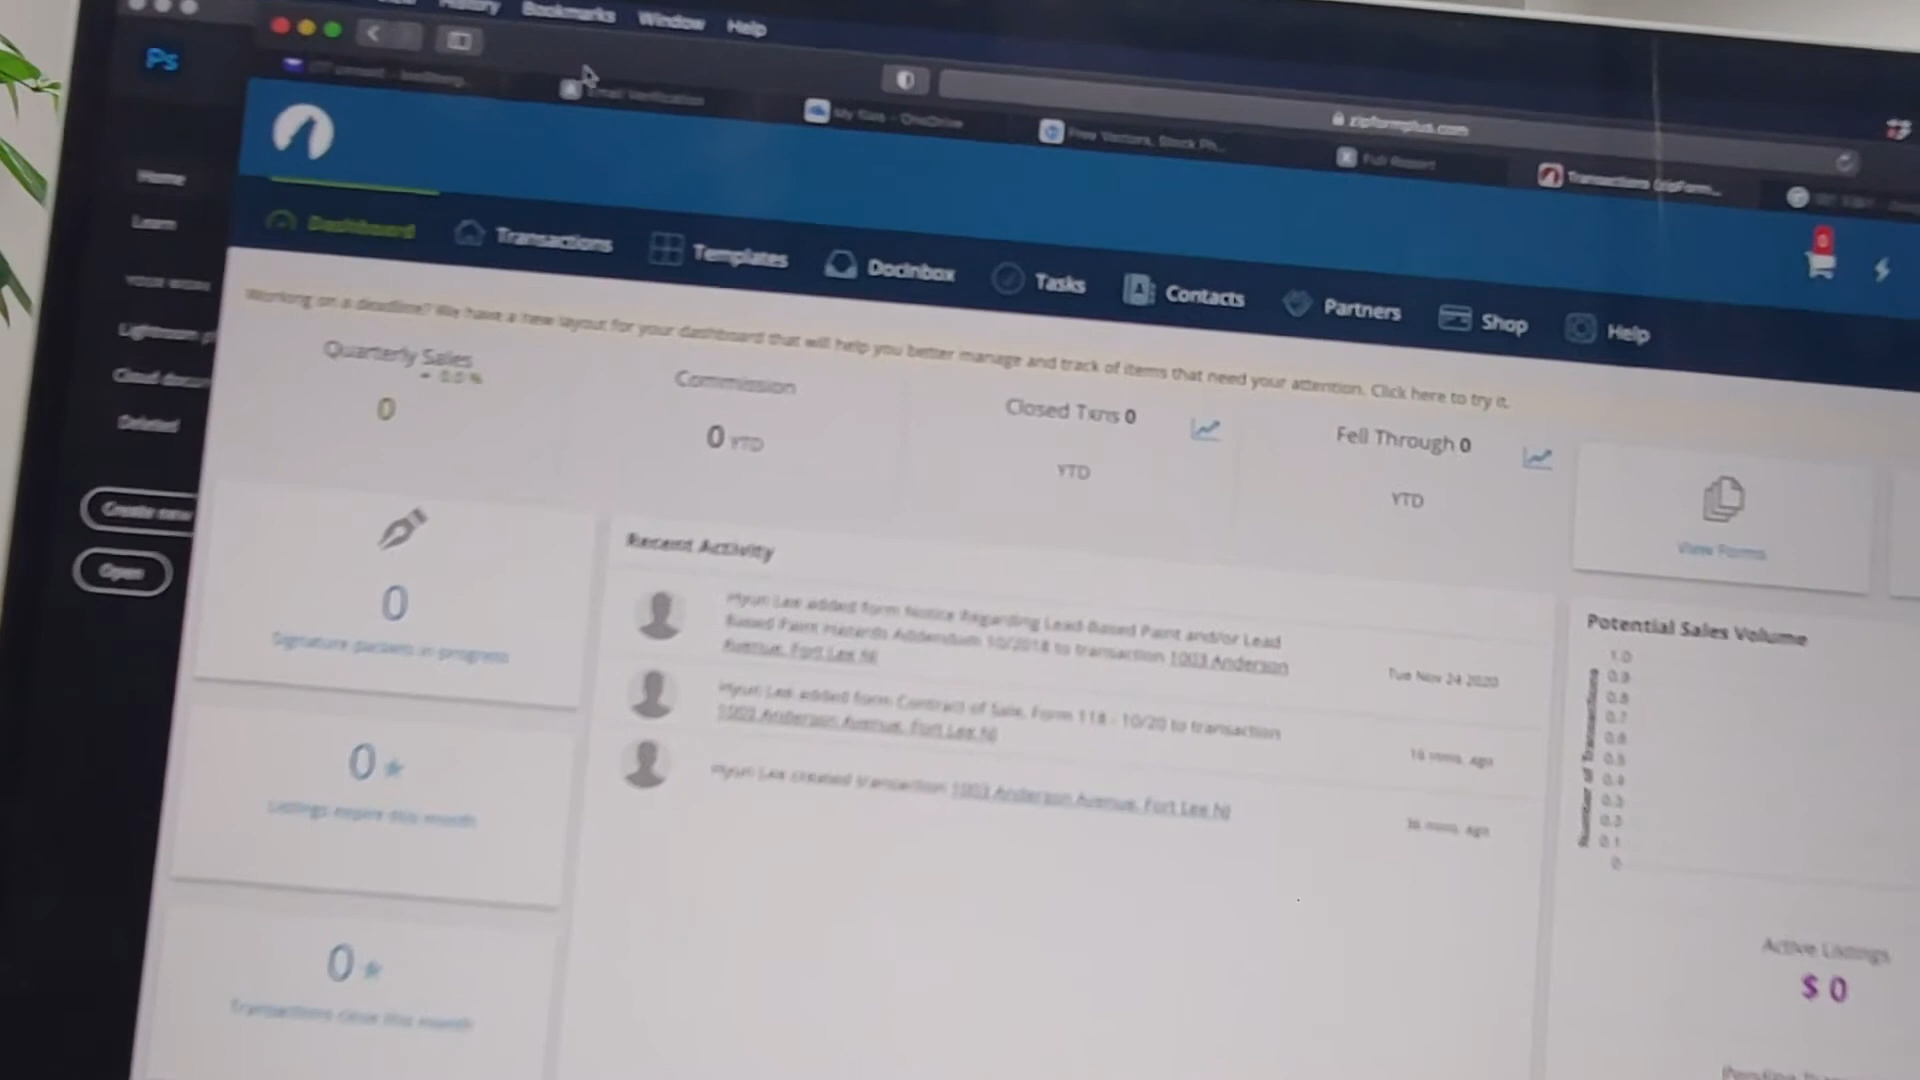 History Bookmarks Window Help
Email Verification
My files - OneDrive
Free Vectors, Stock Ph...
Full Report
zipformplus.com
Transactions (zipForm...
Ps
Home
Learn
YOUR WORK
Lightroom
Cloud docu
Deleted
Create new
Open
0
Dashboard Transactions Templates DocInbox Tasks Contacts Partners Shop Help
Working on a deadline? We have a new layout for your dashboard that will help you better manage and track of items that need your attention. Click here to try it.
Quarterly Sales
0.0 %
0
Commission
0 YTD
Closed Txns 0
YTD
Fell Through 0
YTD
View Forms
0
Signature packets in progress
0
Listings expire this month
0
Transactions close this month
Recent Activity
Hyun Lee added form Notice Regarding Lead-Based Paint and/or Lead
Based Paint Hazards Addendum 10/2018 to transaction 1003 Anderson
Avenue, Fort Lee NJ
Tue Nov 24 2020
Hyun Lee added form Contract of Sale, Form 118 - 10/20 to transaction
1003 Anderson Avenue, Fort Lee NJ
mins. ago
Hyun Lee created transaction 1003 Anderson Avenue, Fort Lee NJ
mins. ago
Potential Sales Volume
Number of Transactions
1.0
0.9
0.8
0.7
0.6
0.5
0.4
0.3
0.2
0.1
0
Active Listings
$ 0